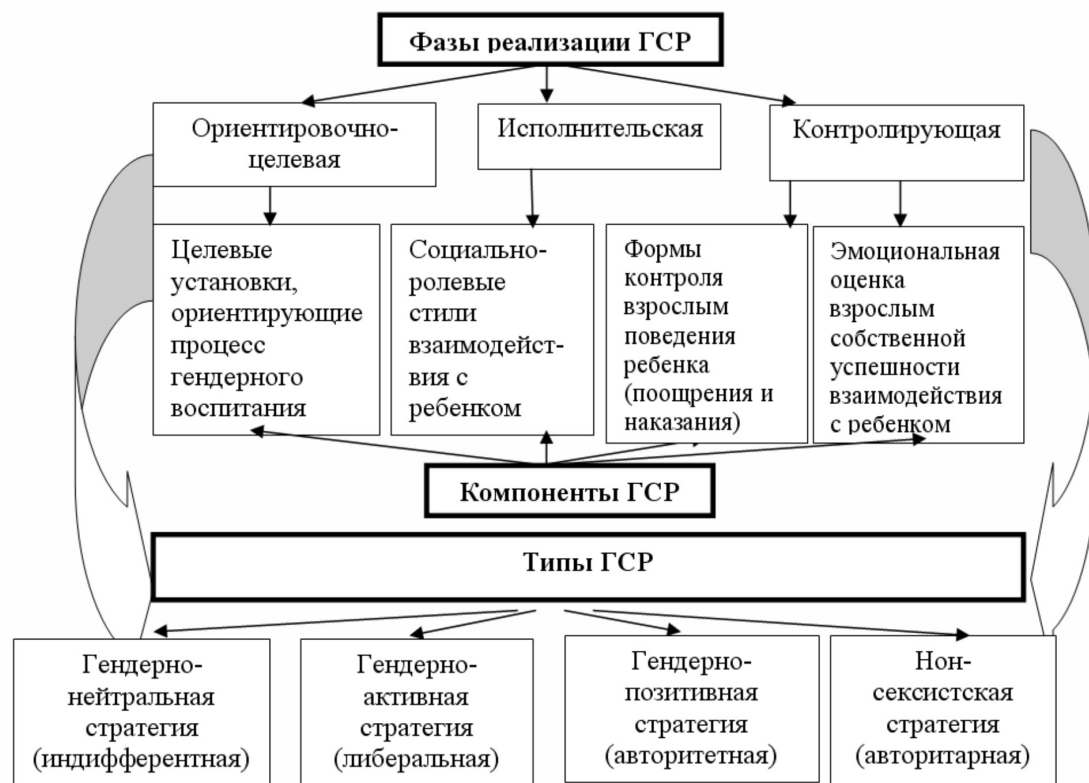 Фазы реализации ГСР
Ориентировочно-
целевая
Исполнительская
Контролирующая
Целевые
установки,
ориентирующие
процесс
гендерного
воспитания
Социально-
ролевые
стили
взаимодейст-
вия с
ребенком
Формы
контроля
взрослым
поведения
ребенка
(поощрения и
наказания)
Эмоциональная
оценка
взрослым
собственной
успешности
взаимодействия
с ребенком
Компоненты ГСР
Типы ГСР
Гендерно-
нейтральная
стратегия
(индифферентная)
Гендерно-
активная
стратегия
(либеральная)
Гендерно-
позитивная
стратегия
(авторитетная)
Нон-
сексистская
стратегия
(авторитарная)